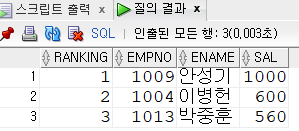 스크립트 출력 × 질의 결과 ×
SQL | 인출된 모든 행: 3(0,003초)
RANKING EMPNO ENAME SAL
1 1 1009 안성기 1000
2 2 1004 이병헌 600
3 3 1013 박중훈 560